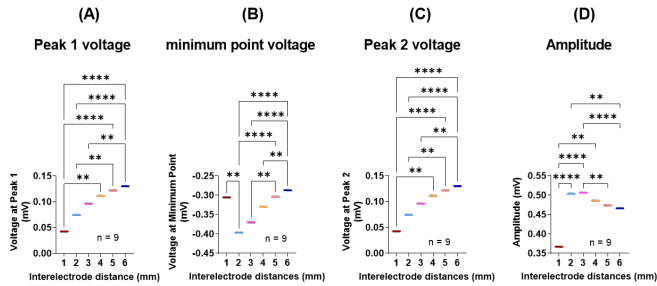 (A)
Peak 1 voltage
****
****
****
**
**
**
Voltage at Peak 1
(mV)
0.15
0.10
0.05
0.00
n = 9
1 2 3 4 5 6
Interelectrode distance (mm)
(B)
minimum point voltage
****
****
****
**
**
**
Voltage at Minimum Point
(mV)
-0.25
-0.30
-0.35
-0.40
-0.45
n = 9
1 2 3 4 5 6
Interelectrode distances (mm)
(C)
Peak 2 voltage
****
****
****
**
**
**
Voltage at Peak 2
(mV)
0.15
0.10
0.05
0.00
n = 9
1 2 3 4 5 6
Interelectrode distances (mm)
(D)
Amplitude
**
****
**
****
****
**
Amplitude
(mV)
0.55
0.50
0.45
0.40
0.35
n = 9
1 2 3 4 5 6
Interelectrode distances (mm)